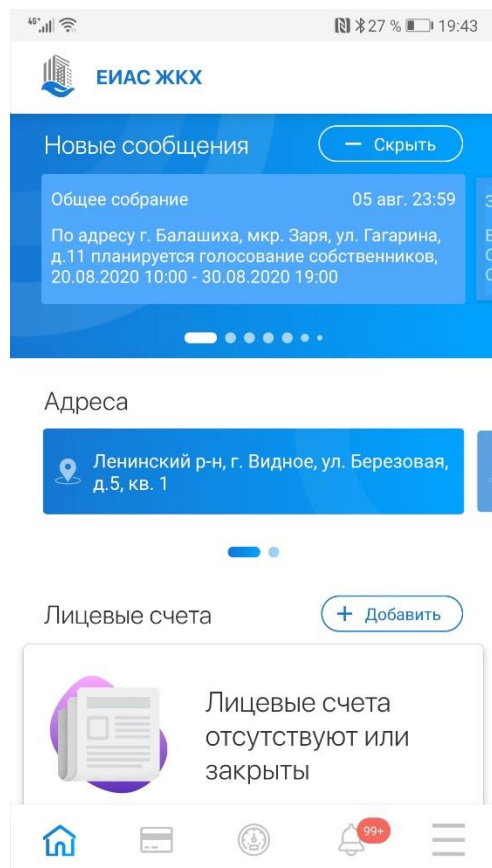 4G+ 27 % 19:43
ЕИАС ЖКХ
Новые сообщения
— Скрыть
Общее собрание 05 авг. 23:59
По адресу г. Балашиха, мкр. Заря, ул. Гагарина,
д.11 планируется голосование собственников,
20.08.2020 10:00 - 30.08.2020 19:00
Адреса
Ленинский р-н, г. Видное, ул. Березовая,
д.5, кв. 1
Лицевые счета
+ Добавить
Лицевые счета
отсутствуют или
закрыты
99+